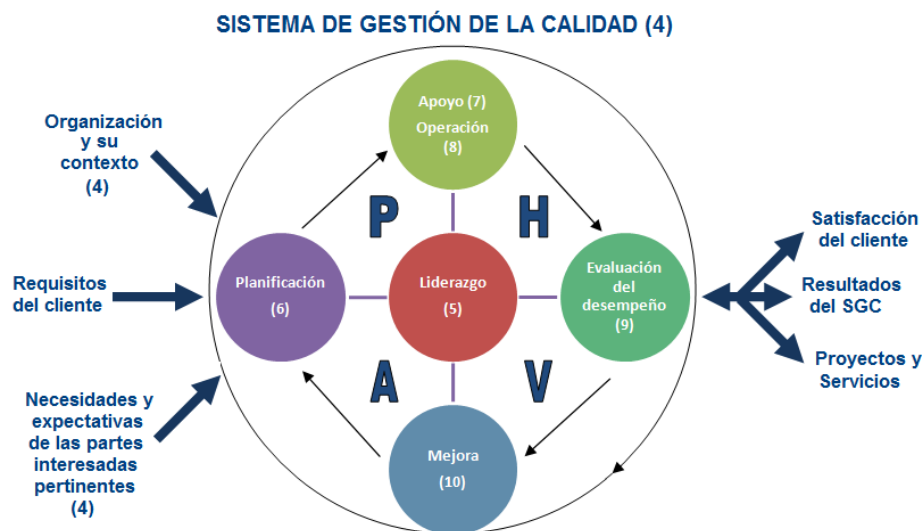 SISTEMA DE GESTIÓN DE LA CALIDAD (4)
Organización
y su
contexto
(4)
Requisitos
del cliente
Necesidades y
expectativas
de las partes
interesadas
pertinentes
(4)
Apoyo (7)
Operación
(8)
P
H
Planificación
(6)
Liderazgo
(5)
Evaluación
del
desempeño
(9)
A
V
Mejora
(10)
Satisfacción
del cliente
Resultados
del SGC
Proyectos y
Servicios